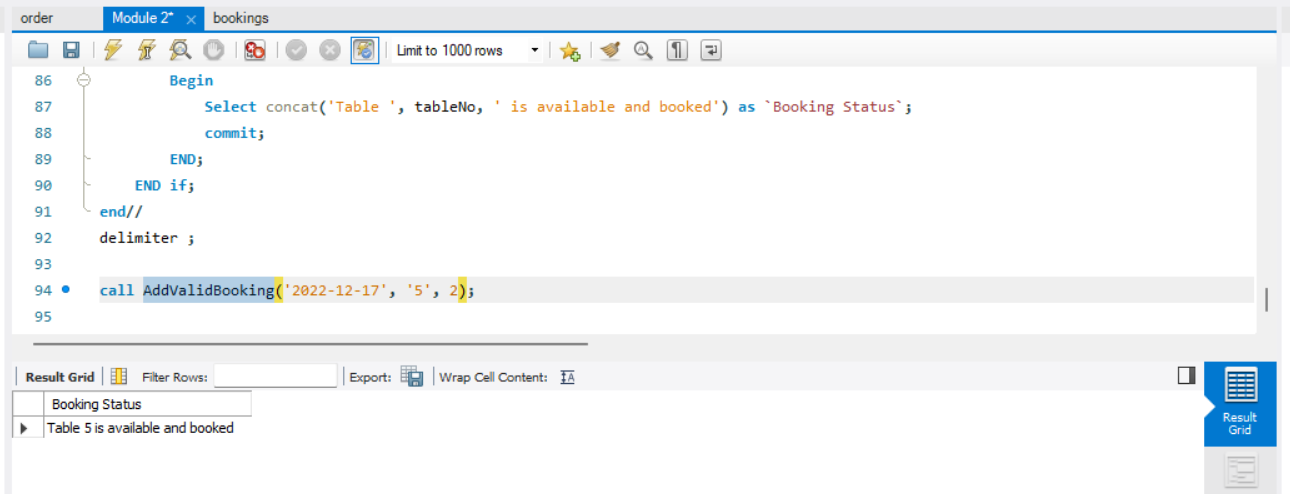 order Module 2* × bookings
Limit to 1000 rows
86 Begin
87 Select concat('Table ', tableNo, ' is available and booked') as `Booking Status`;
88 commit;
89 END;
90 END if;
91 end//
92 delimiter ;
93
94 call AddValidBooking('2022-12-17', '5', 2);
95
Result Grid Filter Rows: Export: Wrap Cell Content: IA
Booking Status
Table 5 is available and booked
Result
Grid